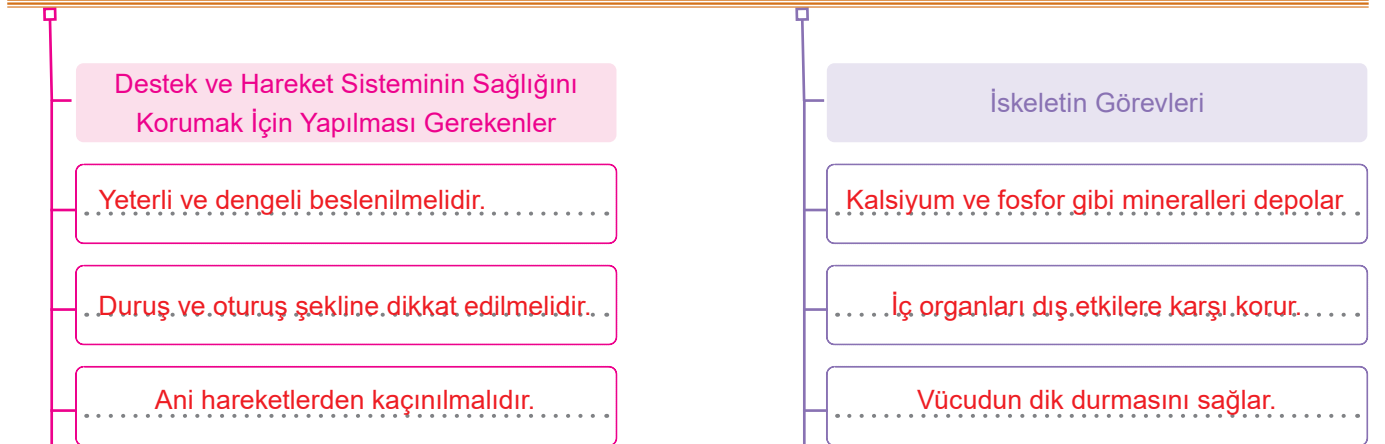 Destek ve Hareket Sisteminin Sağlığını
Korumak İçin Yapılması Gerekenler
Yeterli ve dengeli beslenilmelidir.
Duruş ve oturuş şekline dikkat edilmelidir.
Ani hareketlerden kaçınılmalıdır.
İskeletin Görevleri
Kalsiyum ve fosfor gibi mineralleri depolar
İç organları dış etkilere karşı korur.
Vücudun dik durmasını sağlar.